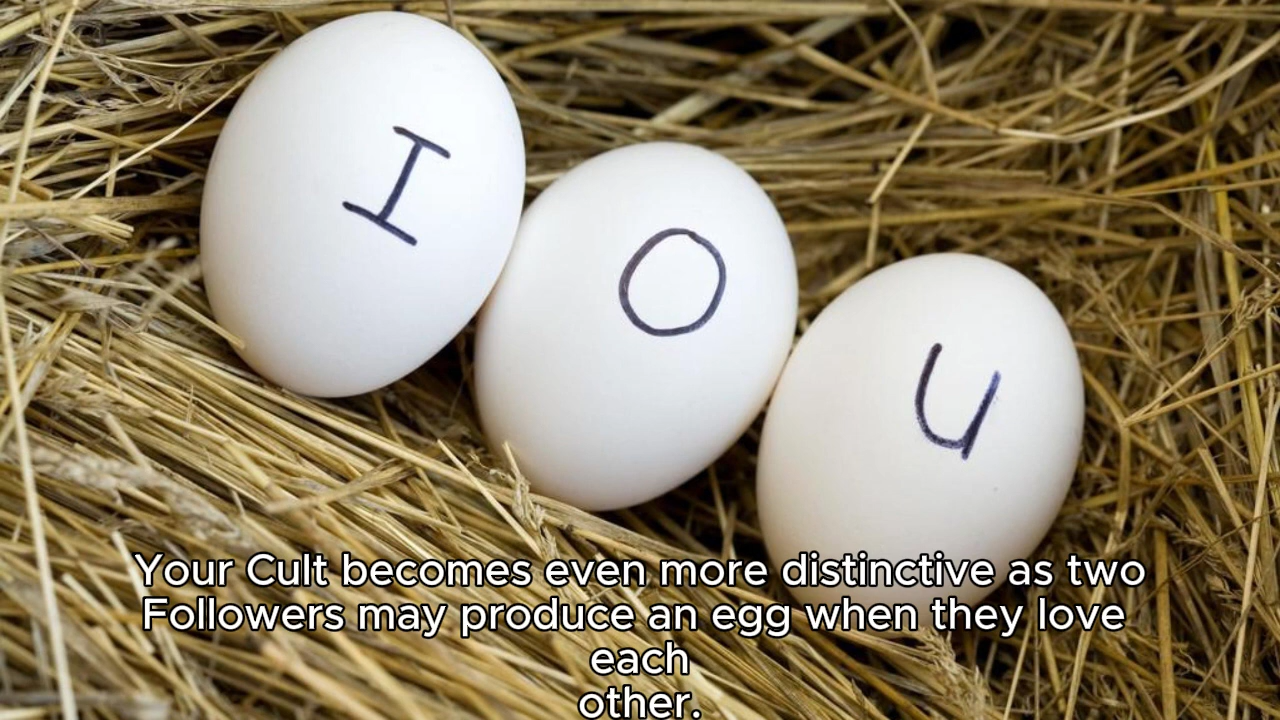 I
O
U
Your Cult becomes even more distinctive as two
Followers may produce an egg when they love
each
other.